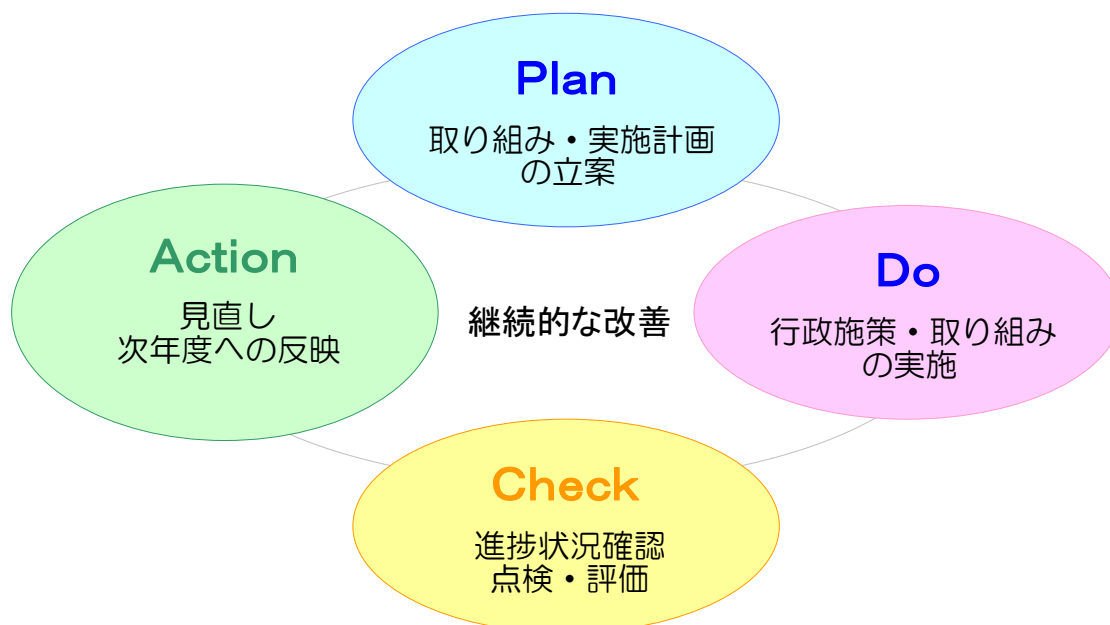 Plan
取り組み・実施計画
の立案
Action
見直し
次年度への反映
継続的な改善
Do
行政施策・取り組み
の実施
Check
進捗状況確認
点検・評価